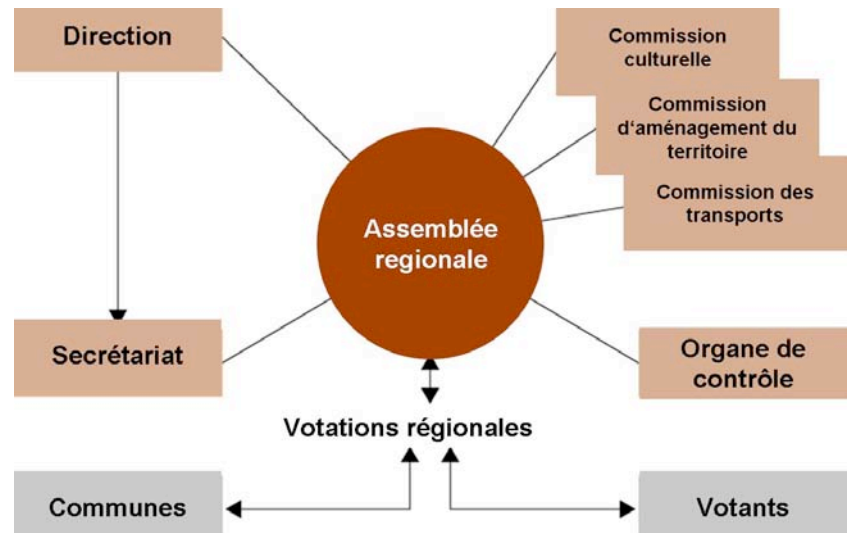 Direction
Commission
culturelle
Commission
d‘aménagement du
territoire
Commission des
transports
Assemblée
regionale
Secrétariat
Organe de
contrôle
Votations régionales
Communes
Votants